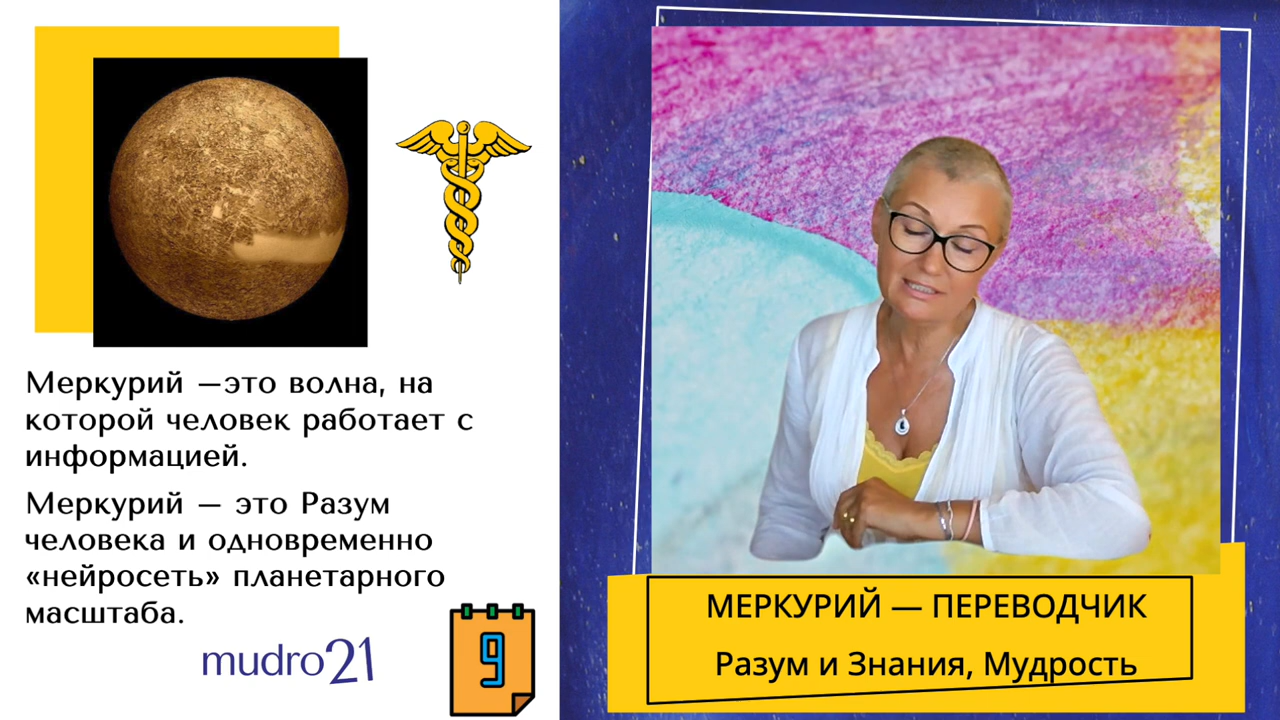 Меркурий —это волна, на
которой человек работает с
информацией.
Меркурий — это Разум
человека и одновременно
«нейросеть» планетарного
масштаба.
mudro21
9
МЕРКУРИЙ — ПЕРЕВОДЧИК
Разум и Знания, Мудрость